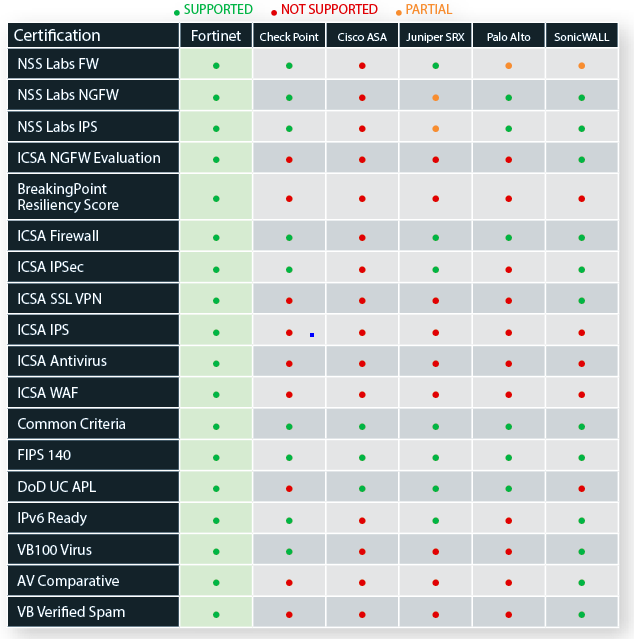 SUPPORTED NOT SUPPORTED PARTIAL
Certification Fortinet Check Point Cisco ASA Juniper SRX Palo Alto SonicWALL
NSS Labs FW
NSS Labs NGFW
NSS Labs IPS
ICSA NGFW Evaluation
BreakingPoint
Resiliency Score
ICSA Firewall
ICSA IPSec
ICSA SSL VPN
ICSA IPS
ICSA Antivirus
ICSA WAF
Common Criteria
FIPS 140
DoD UC APL
IPv6 Ready
VB100 Virus
AV Comparative
VB Verified Spam